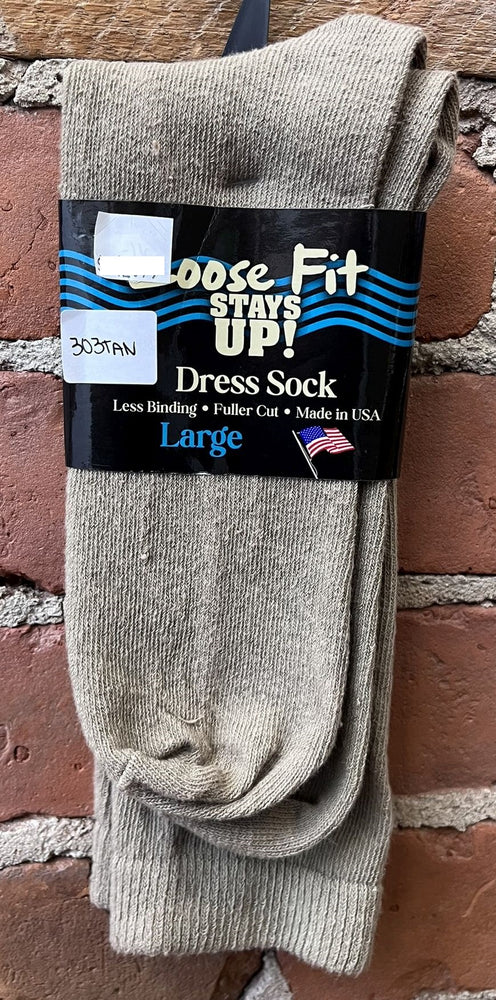 Loose Fit
STAYS
UP!
303TAN
Dress Sock
Less Binding • Fuller Cut • Made in USA
Large